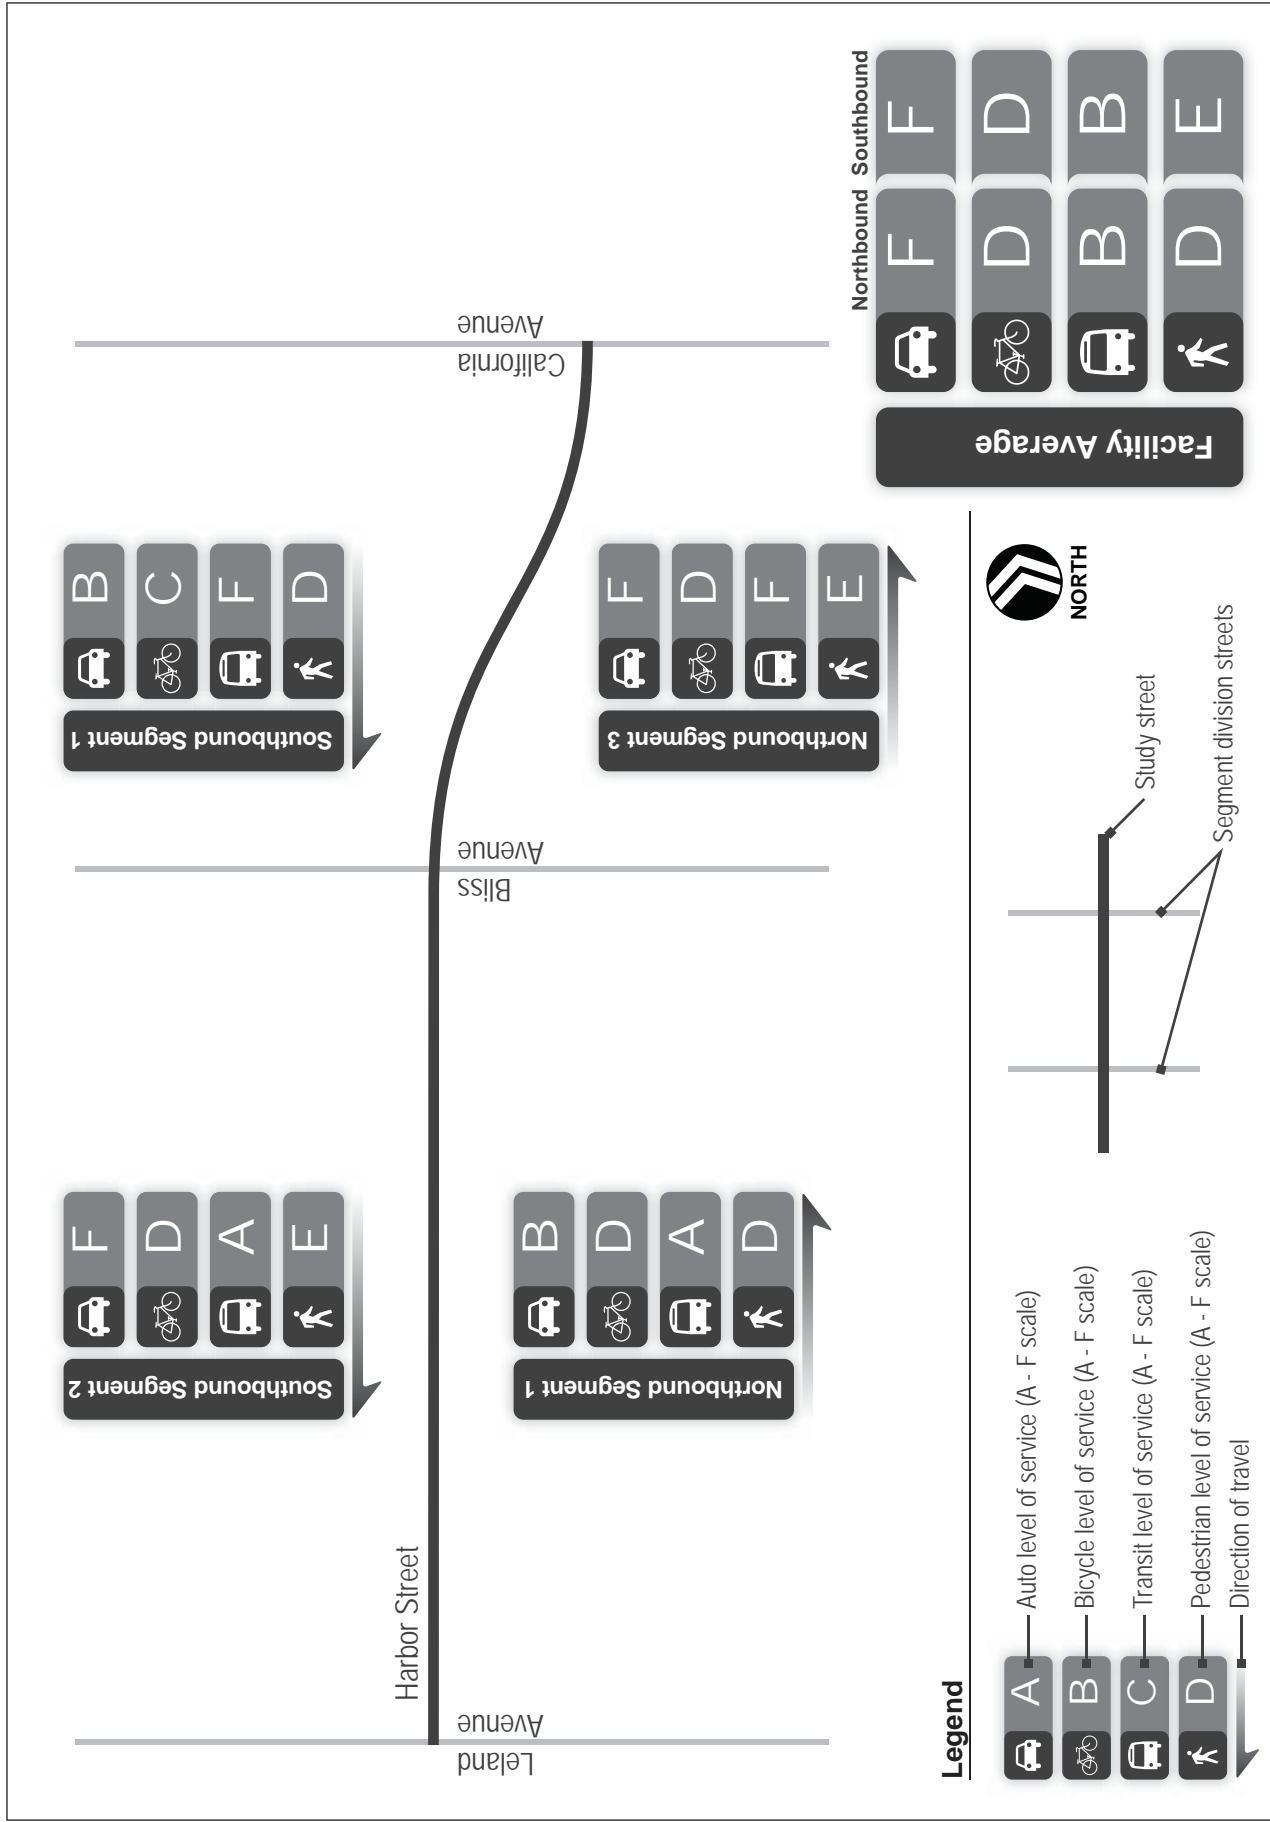 Southbound Segment 2
F
D
A
E
Southbound Segment 1
B
C
F
D
Harbor Street
Leland
Avenue
Bliss
Avenue
California
Avenue
Northbound Segment 1
B
D
A
D
Northbound Segment 3
F
D
F
E
Facility Average
Northbound Southbound
F F
D D
B B
D E
Legend
A
Auto level of service (A - F scale)
B
Bicycle level of service (A - F scale)
C
Transit level of service (A - F scale)
D
Pedestrian level of service (A - F scale)
Direction of travel
Study street
Segment division streets
NORTH